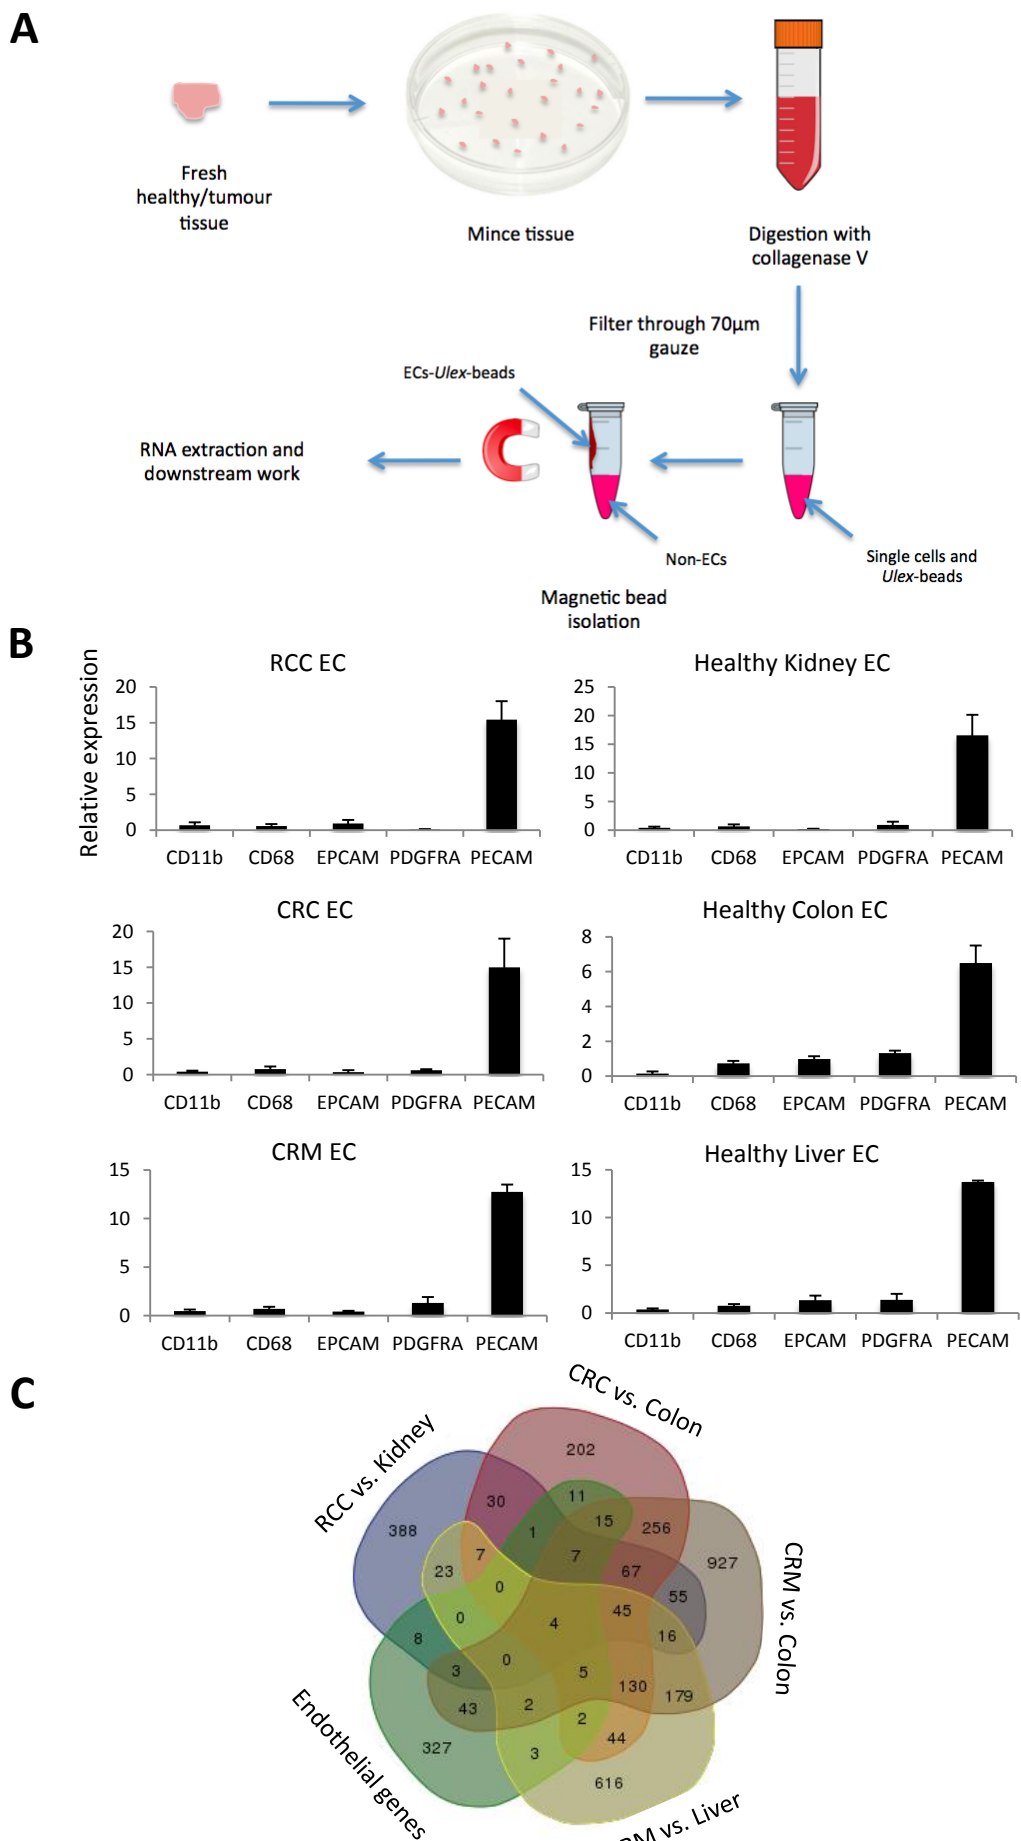 A
Fresh
healthy/tumour
tissue
Mince tissue
Digestion with
collagenase V
Filter through 70µm
gauze
ECs-Ulex-beads
RNA extraction and
downstream work
Non-ECs
Single cells and
Ulex-beads
Magnetic bead
isolation
B
Relative expression
RCC EC
20
15
10
5
0
CD11b CD68 EPCAM PDGFRA PECAM
Healthy Kidney EC
25
20
15
10
5
0
CD11b CD68 EPCAM PDGFRA PECAM
CRC EC
20
15
10
5
0
CD11b CD68 EPCAM PDGFRA PECAM
Healthy Colon EC
8
6
4
2
0
CD11b CD68 EPCAM PDGFRA PECAM
CRM EC
15
10
5
0
CD11b CD68 EPCAM PDGFRA PECAM
Healthy Liver EC
15
10
5
0
CD11b CD68 EPCAM PDGFRA PECAM
C
CRC vs. Colon
RCC vs. Kidney
CRM vs. Colon
Endothelial genes
vs. Liver
202
30
11
388
1
15
256
7
7
927
23
67
0
55
0
4
45
16
8
3
0
5
130
179
43
2
2
327
3
44
616